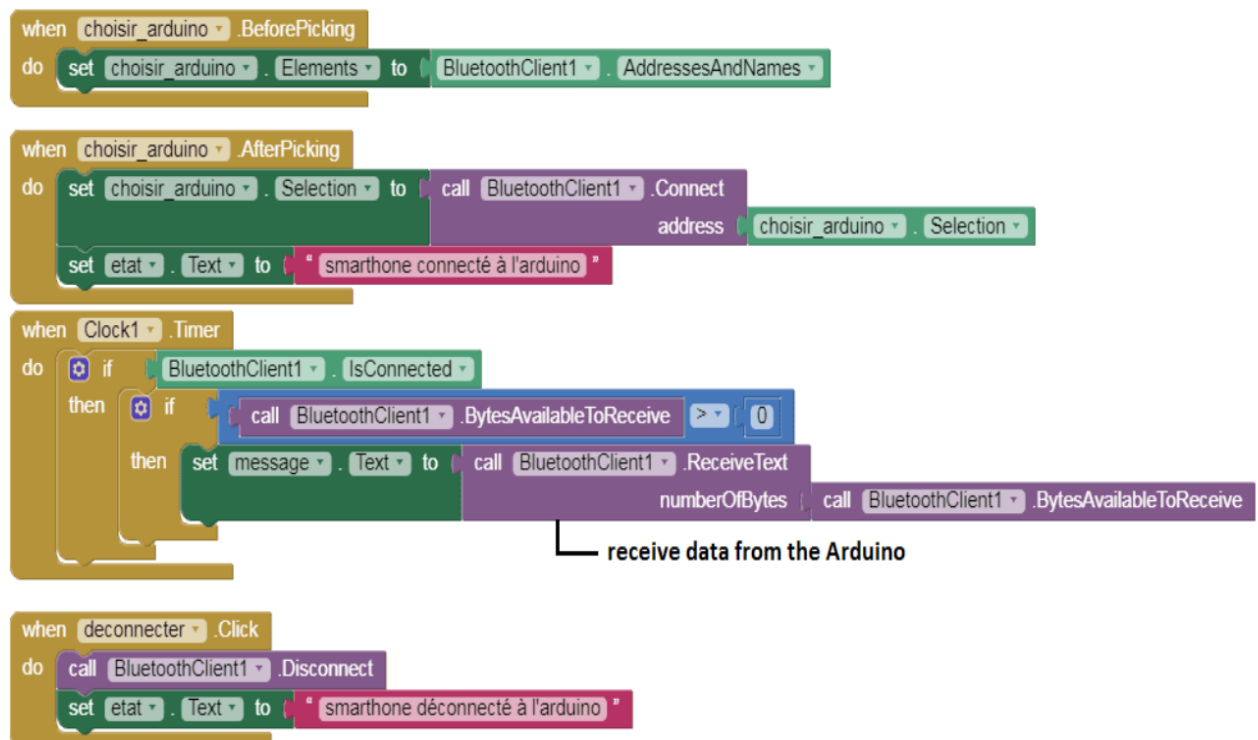 when choisir_arduino .BeforePicking
do set choisir_arduino . Elements to BluetoothClient1 . AddressesAndNames
when choisir_arduino .AfterPicking
do set choisir_arduino . Selection to call BluetoothClient1 .Connect
address choisir_arduino . Selection
set etat . Text to " smarthone connecté à l'arduino "
when Clock1 .Timer
do if BluetoothClient1 . IsConnected
then if call BluetoothClient1 .BytesAvailableToReceive > 0
then set message . Text to call BluetoothClient1 .ReceiveText
numberOfBytes call BluetoothClient1 .BytesAvailableToReceive
receive data from the Arduino
when deconnecter .Click
do call BluetoothClient1 .Disconnect
set etat . Text to " smarthone déconnecté à l'arduino "